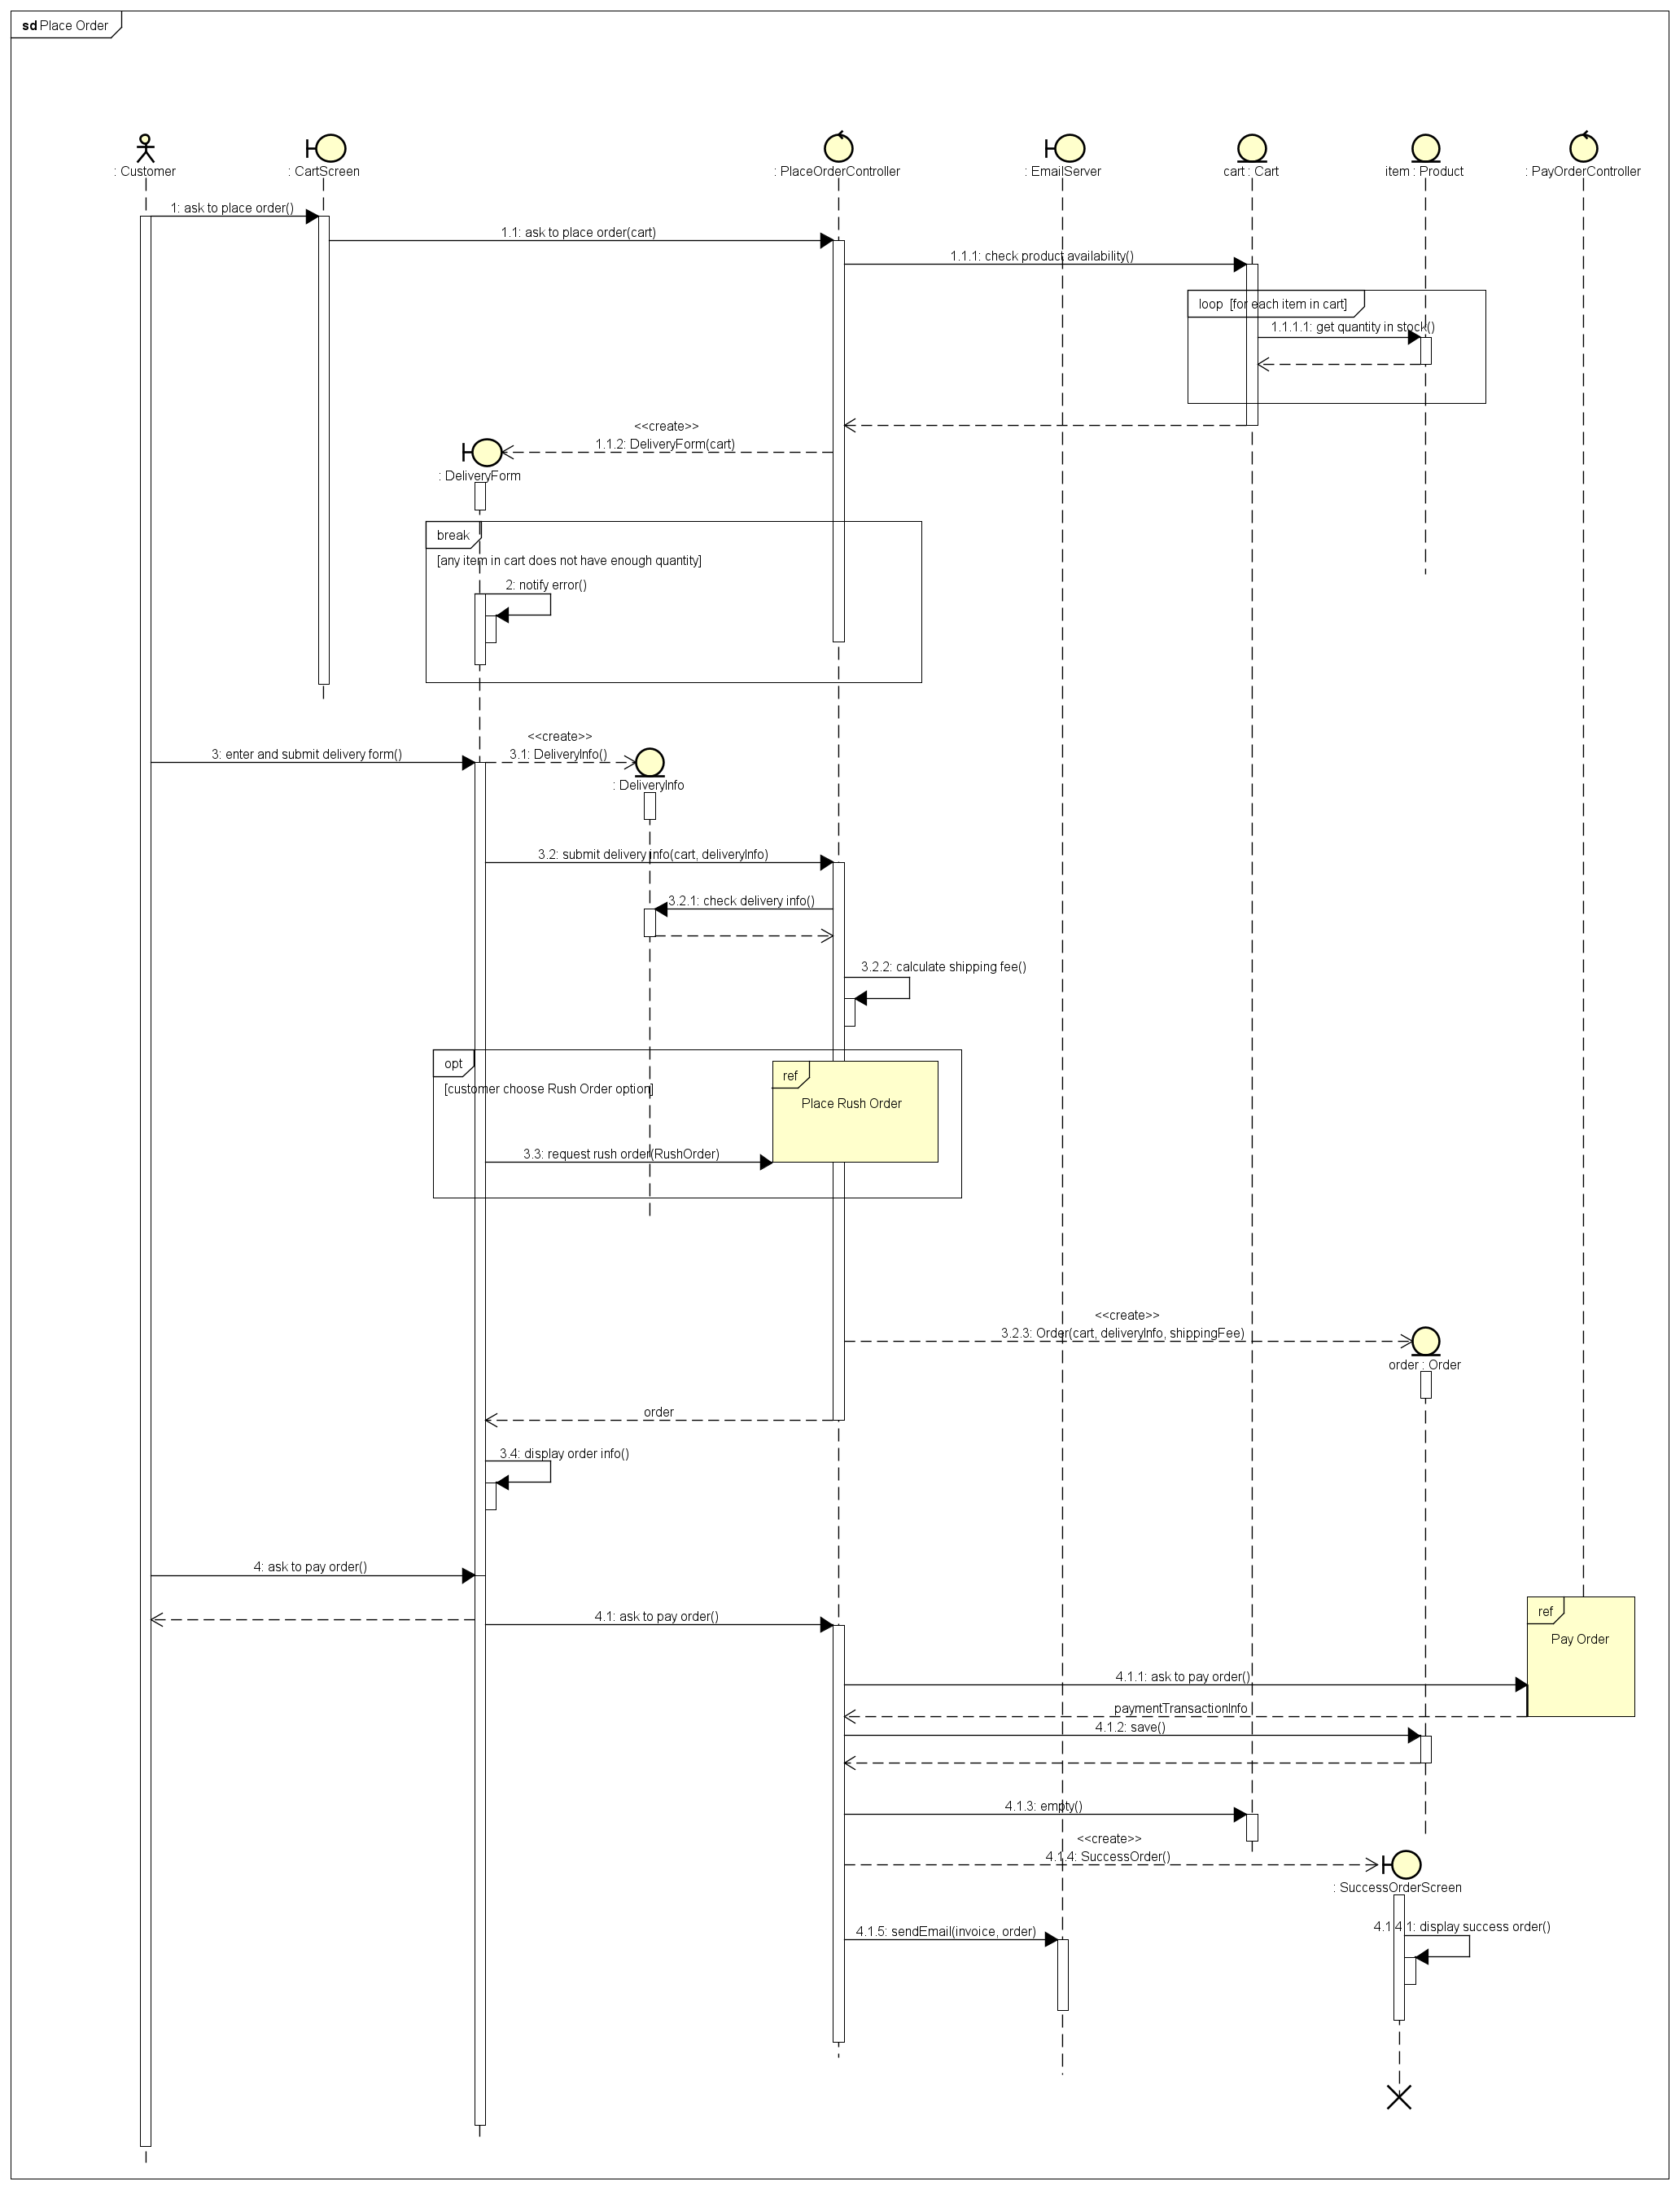 sd Place Order
: Customer
: CartScreen
: PlaceOrderController
: EmailServer
cart : Cart
item : Product
: PayOrderController
1: ask to place order()
1.1: ask to place order(cart)
1.1.1: check product availability()
loop [for each item in cart]
1.1.1.1: get quantity in stock()
<<create>>
1.1.2: DeliveryForm(cart)
: DeliveryForm
break
[any item in cart does not have enough quantity]
2: notify error()
<<create>>
3: enter and submit delivery form()
3.1: DeliveryInfo()
: DeliveryInfo
3.2: submit delivery info(cart, deliveryInfo)
3.2.1: check delivery info()
3.2.2: calculate shipping fee()
opt
ref
[customer choose Rush Order option]
Place Rush Order
3.3: request rush order(RushOrder)
<<create>>
3.2.3: Order(cart, deliveryInfo, shippingFee)
order : Order
order
3.4: display order info()
4: ask to pay order()
ref
4.1: ask to pay order()
Pay Order
4.1.1: ask to pay order()
paymentTransactionInfo
4.1.2: save()
4.1.3: empty()
<<create>>
4.1.4: SuccessOrder()
: SuccessOrderScreen
4.1.4.1: display success order()
4.1.5: sendEmail(invoice, order)